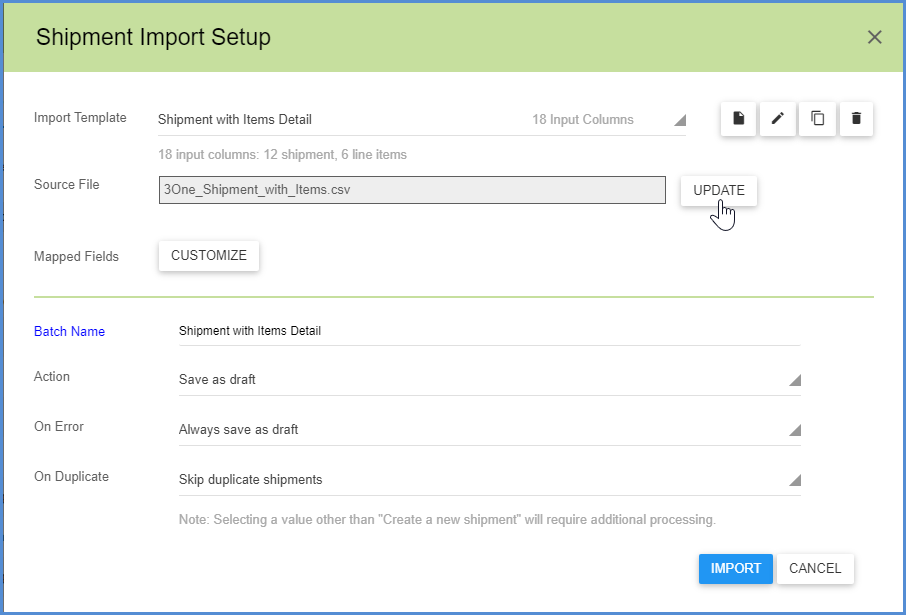 Shipment Import Setup
Import Template
Shipment with Items Detail
18 Input Columns
18 input columns: 12 shipment, 6 line items
Source File
3One_Shipment_with_Items.csv
UPDATE
Mapped Fields
CUSTOMIZE
Batch Name
Shipment with Items Detail
Action
Save as draft
On Error
Always save as draft
On Duplicate
Skip duplicate shipments
Note: Selecting a value other than "Create a new shipment" will require additional processing.
IMPORT
CANCEL